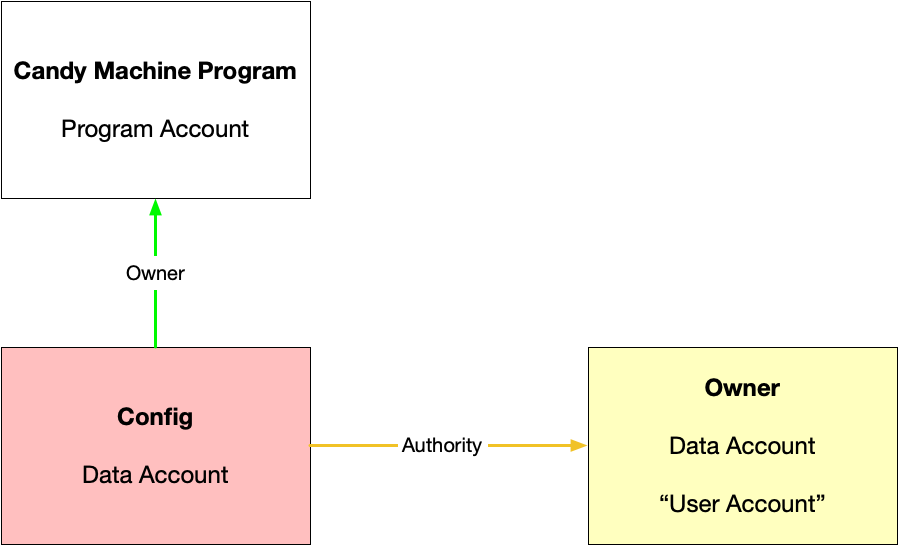 Candy Machine Program
Program Account
Owner
Config
Data Account
Authority
Owner
Data Account
“User Account”